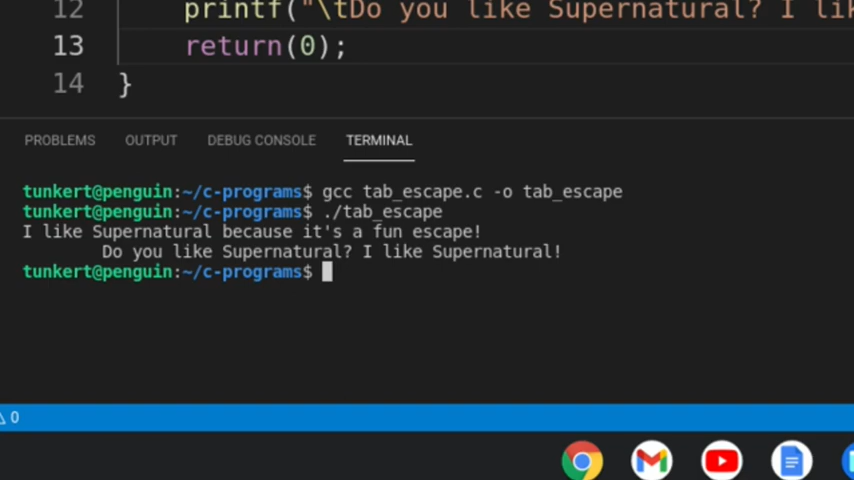 12 printf("\tDo you like Supernatural? I lik
13 return(0);
14 }
PROBLEMS OUTPUT DEBUG CONSOLE TERMINAL
tunkert@penguin:~/c-programs$ gcc tab_escape.c -o tab_escape
tunkert@penguin:~/c-programs$ ./tab_escape
I like Supernatural because it's a fun escape!
Do you like Supernatural? I like Supernatural!
tunkert@penguin:~/c-programs$
0